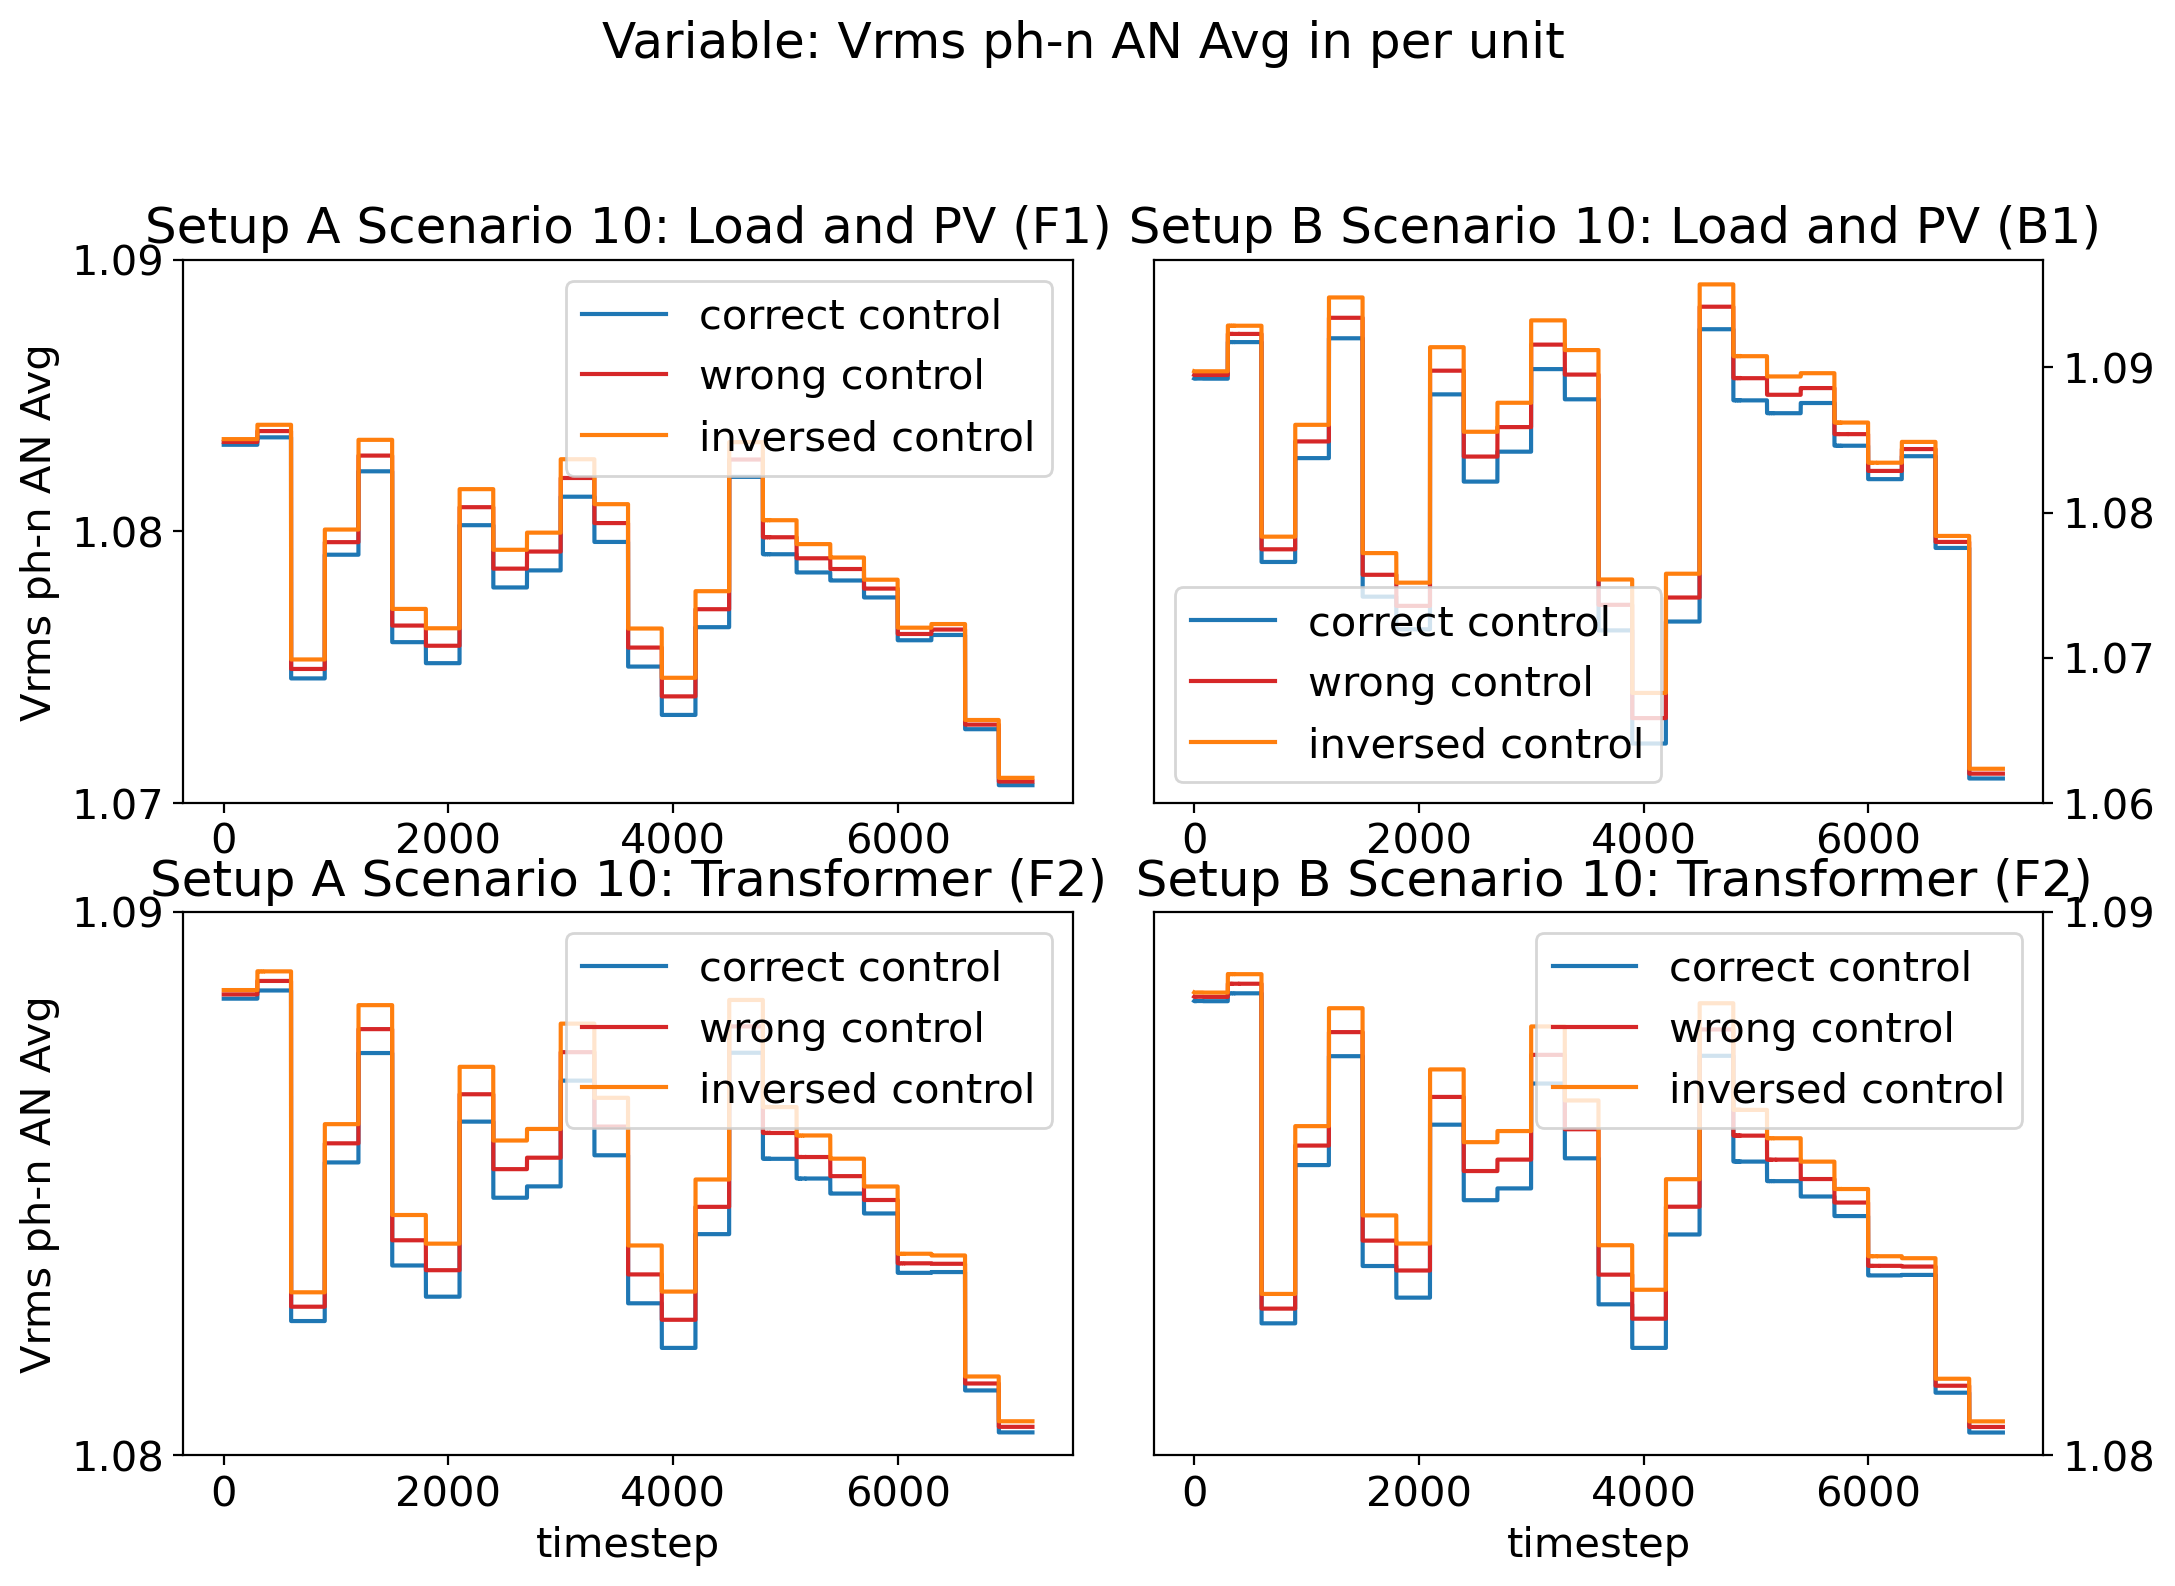 Variable: Vrms ph-n AN Avg in per unit
Setup A Scenario 10: Load and PV (F1)
1.09
1.08
1.07
Vrms ph-n AN Avg
correct control
wrong control
inversed control
0 2000 4000 6000
Setup B Scenario 10: Load and PV (B1)
1.09
1.08
1.07
1.06
correct control
wrong control
inversed control
0 2000 4000 6000
Setup A Scenario 10: Transformer (F2)
1.09
1.08
Vrms ph-n AN Avg
correct control
wrong control
inversed control
0 2000 4000 6000
timestep
Setup B Scenario 10: Transformer (F2)
1.09
1.08
correct control
wrong control
inversed control
0 2000 4000 6000
timestep